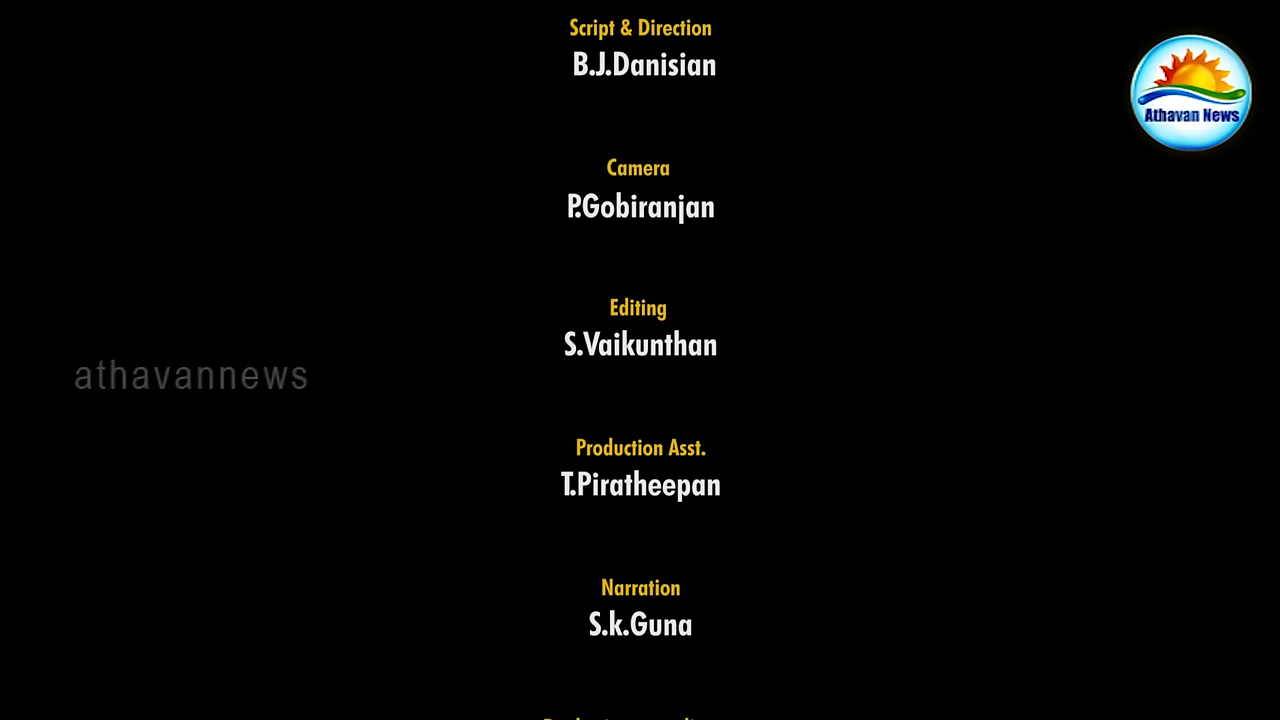 Script & Direction
B.J.Danisian
Athavan News
Camera
P.Gobiranjan
Editing
S.Vaikunthan
athavannews
Production Asst.
T.Piratheepan
Narration
S.k.Guna